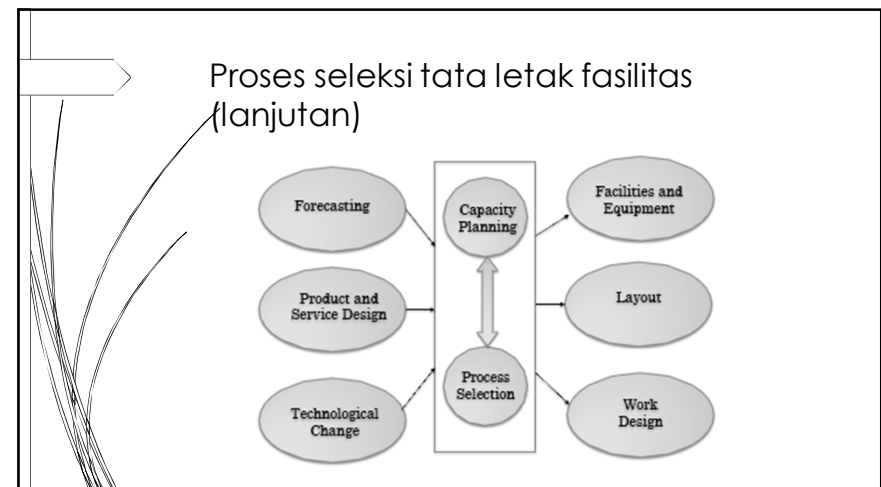 Proses seleksi tata letak fasilitas
(lanjutan)
Forecasting
Product and
Service Design
Technological
Change
Capacity
Planning
Process
Selection
Facilities and
Equipment
Layout
Work
Design